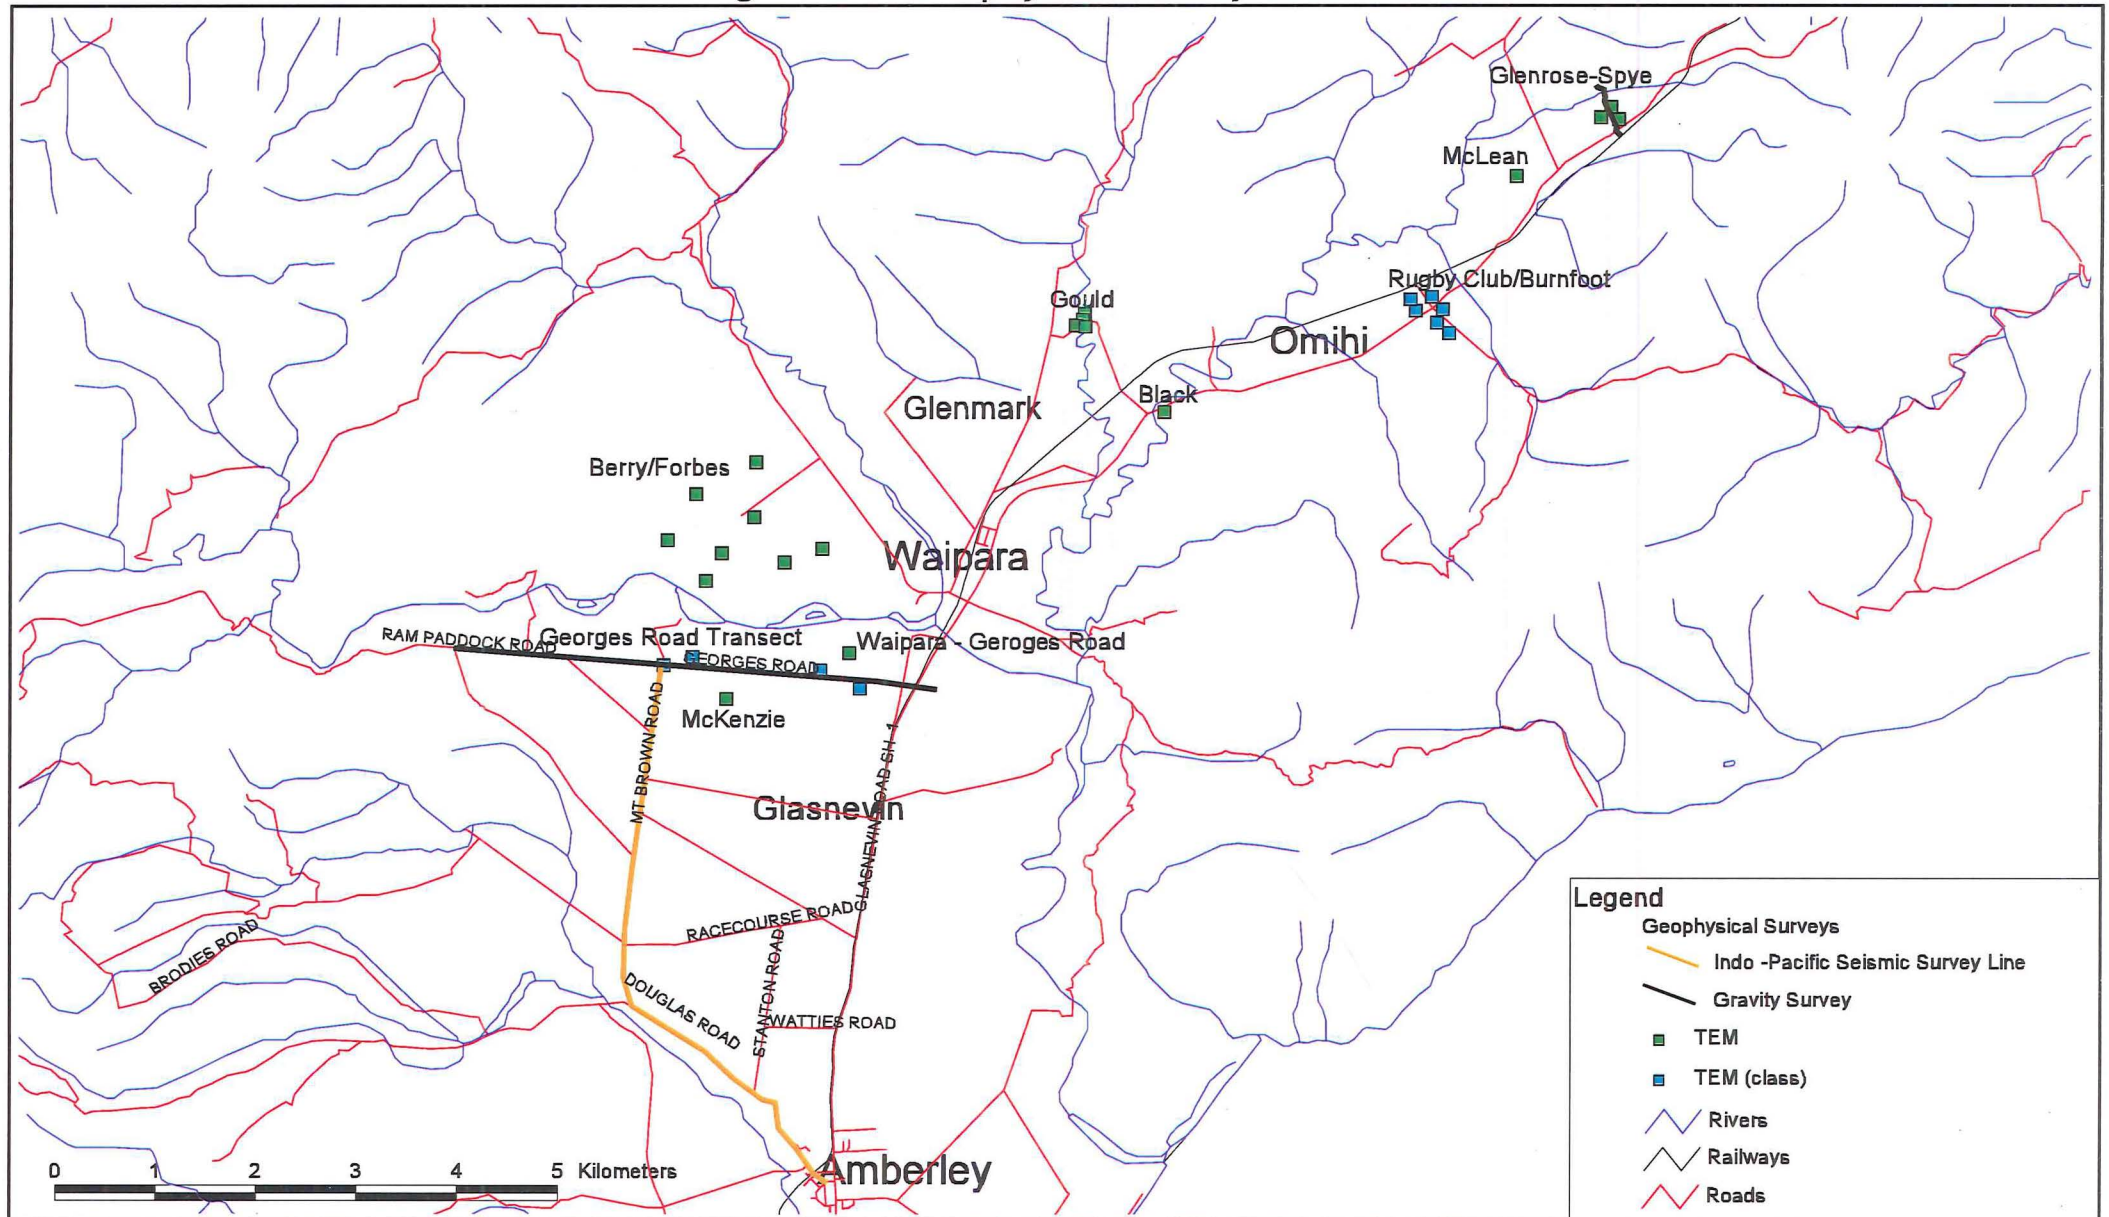 Glenrose-Spye
McLean
Rugby Club/Burnfoot
Gould
Omihi
Black
Glenmark
Berry/Forbes
Waipara
RAM PADDOCK ROAD
Georges Road Transect
Waipara - Geroges Road
GEORGES ROAD
McKenzie
MT BROWN ROAD
Glasnevin
GLASNEVIN ROAD SH 1
RACECOURSE ROAD
BRODIES ROAD
STANTON ROAD
DOUGLAS ROAD
WATTIES ROAD
Amberley
0 1 2 3 4 5 Kilometers
Legend
Geophysical Surveys
Indo -Pacific Seismic Survey Line
Gravity Survey
TEM
TEM (class)
Rivers
Railways
Roads